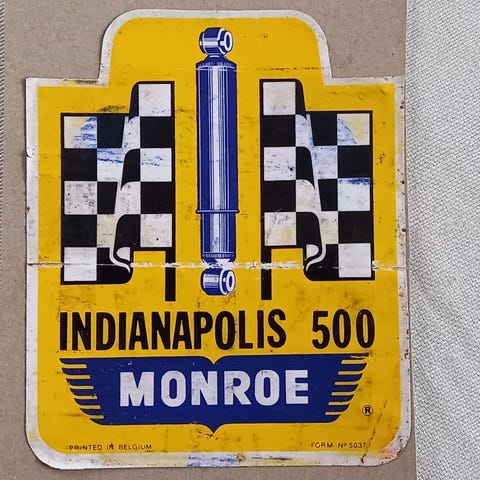 INDIANAPOLIS 500
MONROE
®
PRINTED IN BELGIUM FORM Nº 5037